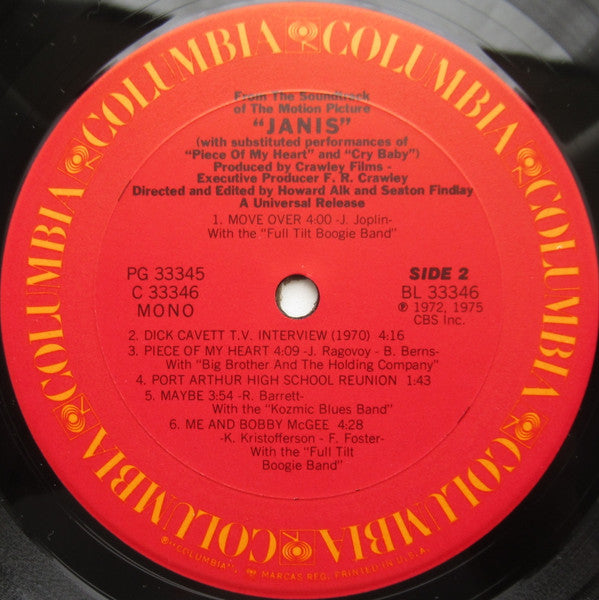 COLUMBIA COLUMBIA COLUMBIA COLUMBIA COLUMBIA COLUMBIA
From The Soundtrack
of The Motion Picture
"JANIS"
(with substituted performances of
"Piece Of My Heart" and "Cry Baby")
Produced by Crawley Films -
Executive Producer F. R. Crawley
Directed and Edited by Howard Alk and Seaton Findlay
A Universal Release
1. MOVE OVER 4:00 -J. Joplin-
With the "Full Tilt Boogie Band"
PG 33345
C 33346
MONO
SIDE 2
BL 33346
℗ 1972, 1975
CBS Inc.
2. DICK CAVETT T.V. INTERVIEW (1970) 4:16
3. PIECE OF MY HEART 4:09 -J. Ragovoy - B. Berns-
With "Big Brother And The Holding Company"
4. PORT ARTHUR HIGH SCHOOL REUNION 1:43
5. MAYBE 3:54 -R. Barrett-
With the "Kozmic Blues Band"
6. ME AND BOBBY McGEE 4:28
-K. Kristofferson - F. Foster-
With the "Full Tilt
Boogie Band"
®"COLUMBIA", MARCAS REG. PRINTED IN U.S.A.